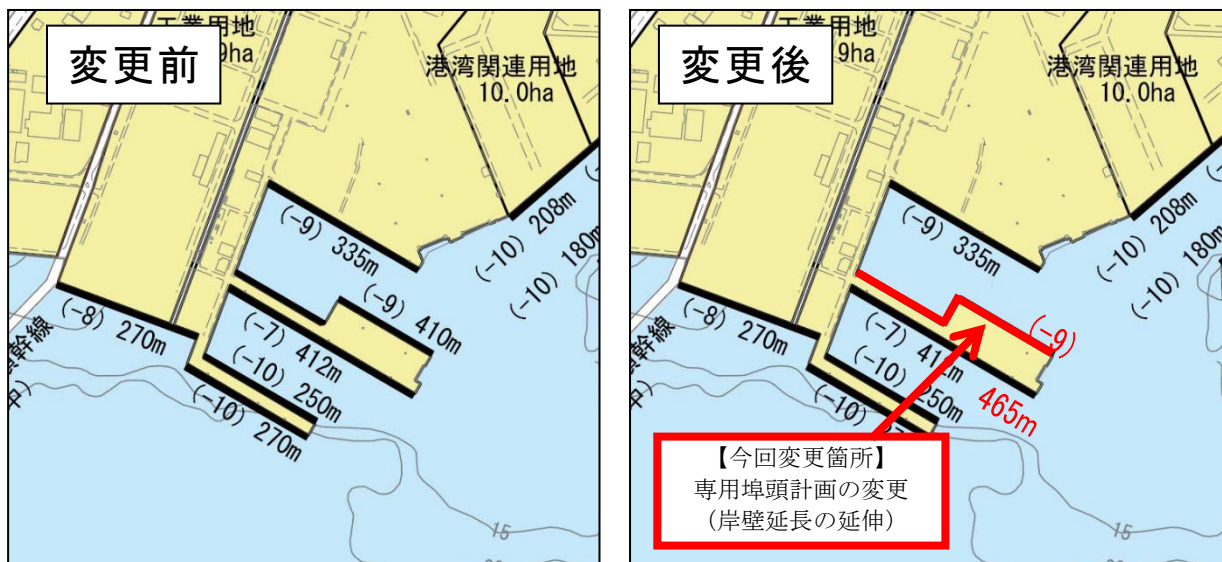 工業用地
9ha
変更前
港湾関連用地
10.0ha
(-9) 335m
(-10) 208m
(-10) 180m
(-9) 410m
(-8) 270m
(-7) 412m
(-10) 250m
(-10) 270m
幹線
15
工業用地
9ha
変更後
港湾関連用地
10.0ha
(-9) 335m
(-10) 208m
(-10) 180m
(-9)
465m
(-8) 270m
(-7) 412m
(-10) 250m
(-10)
幹線
【今回変更箇所】
専用埠頭計画の変更
(岸壁延長の延伸)
15